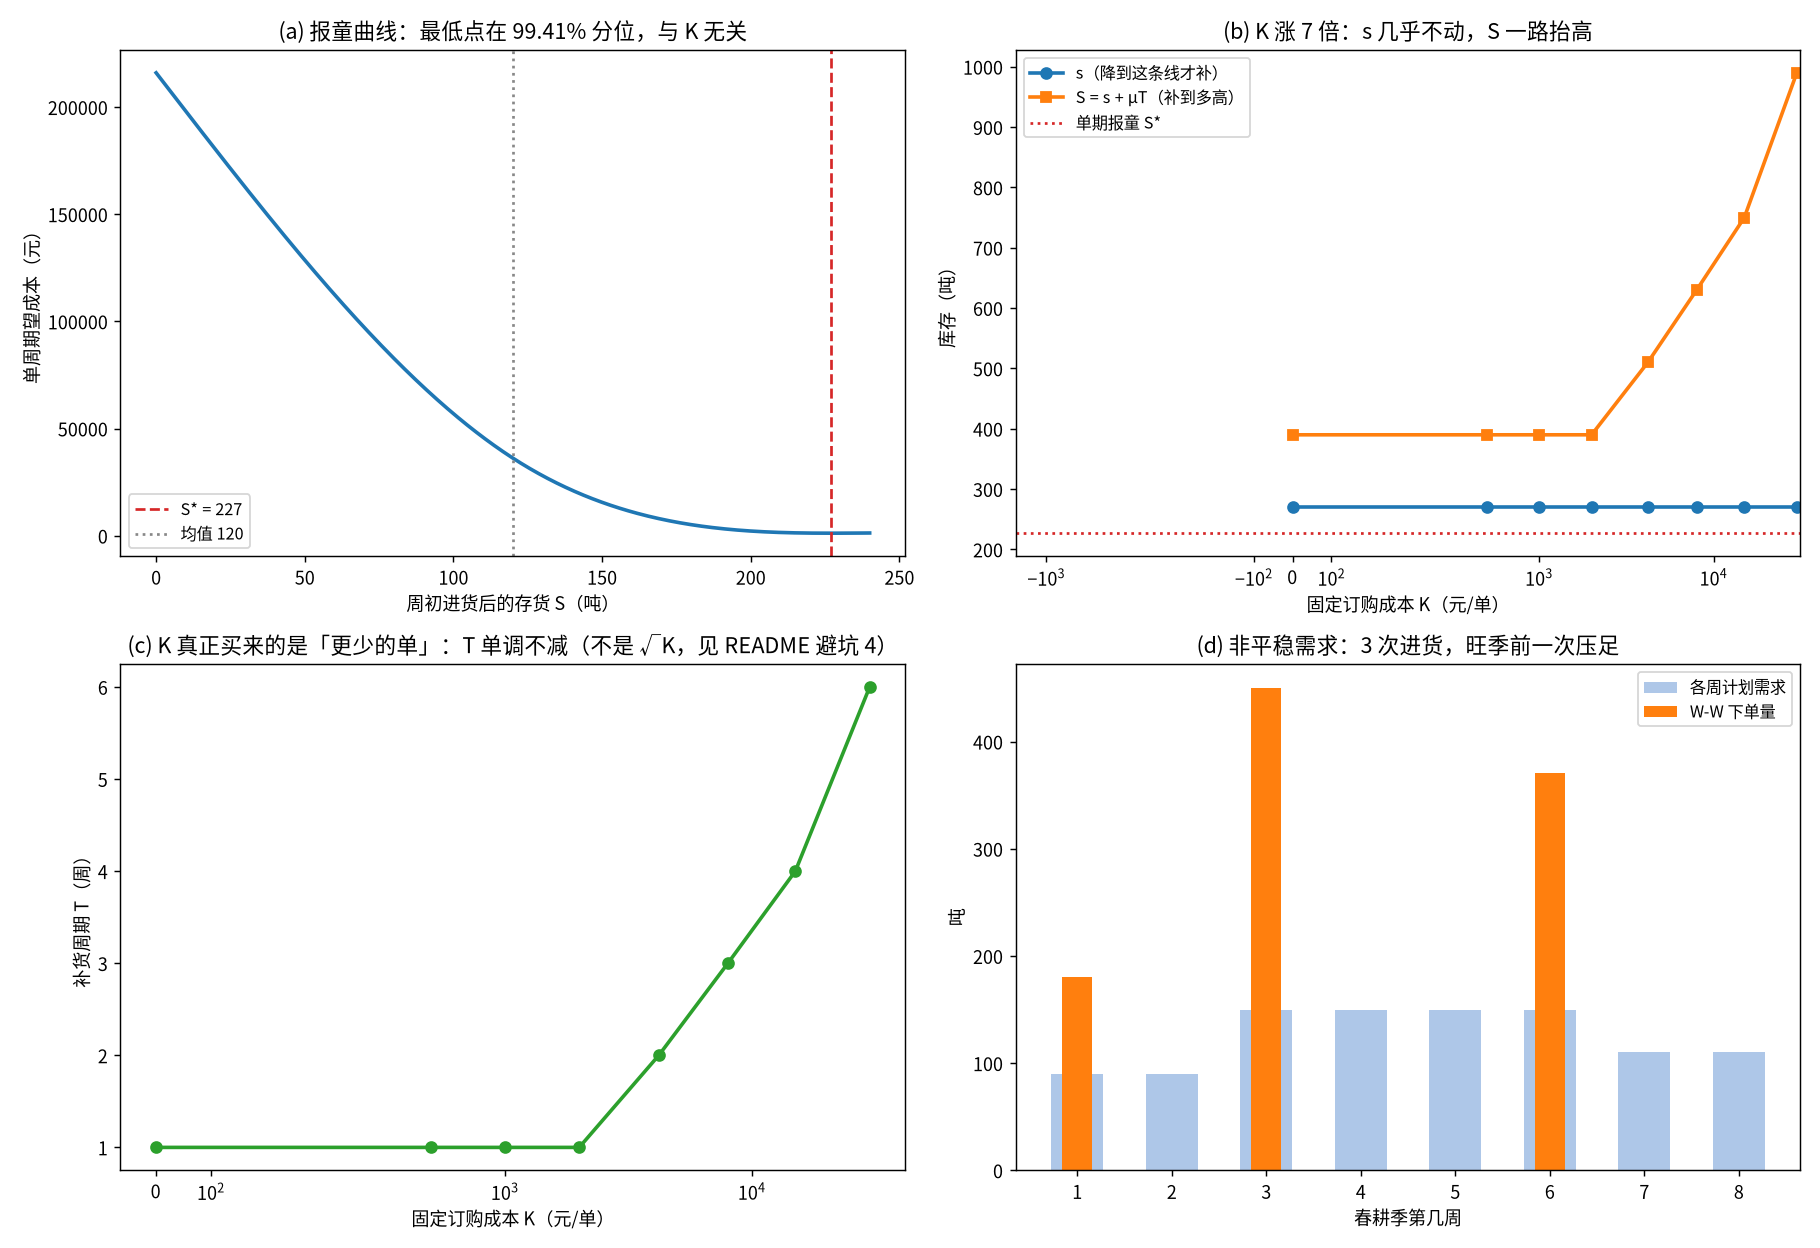 (a) 报童曲线：最低点在 99.41% 分位，与 K 无关
单周期望成本（元）
200000
150000
100000
50000
0
S* = 227
均值 120
0 50 100 150 200 250
周初进货后的存货 S（吨）
(b) K 涨 7 倍：s 几乎不动，S 一路抬高
库存（吨）
1000
900
800
700
600
500
400
300
200
s（降到这条线才补）
S = s + μT（补到多高）
单期报童 S*
−10³ −10² 0 10² 10³ 10⁴
固定订购成本 K（元/单）
(c) K 真正买来的是「更少的单」：T 单调不减（不是 √K，见 README 避坑 4）
补货周期 T（周）
6
5
4
3
2
1
0 10² 10³ 10⁴
固定订购成本 K（元/单）
(d) 非平稳需求：3 次进货，旺季前一次压足
吨
400
300
200
100
0
各周计划需求
W-W 下单量
1 2 3 4 5 6 7 8
春耕季第几周